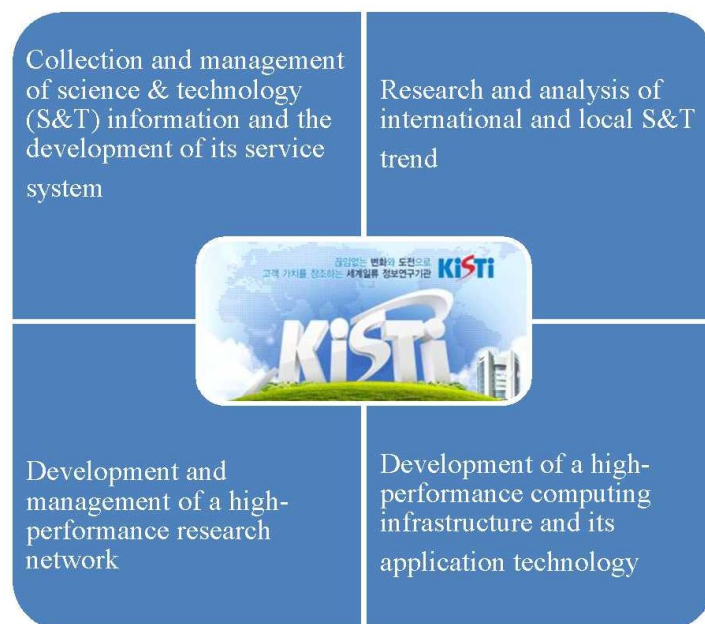 Collection and management
of science & technology
(S&T) information and the
development of its service
system
Research and analysis of
international and local S&T
trend
끊임없는 변화와 도전으로
고객 가치를 창조하는 세계일류 정보연구기관 KiSTi
KiSTi
Development and
management of a high-
performance research
network
Development of a high-
performance computing
infrastructure and its
application technology